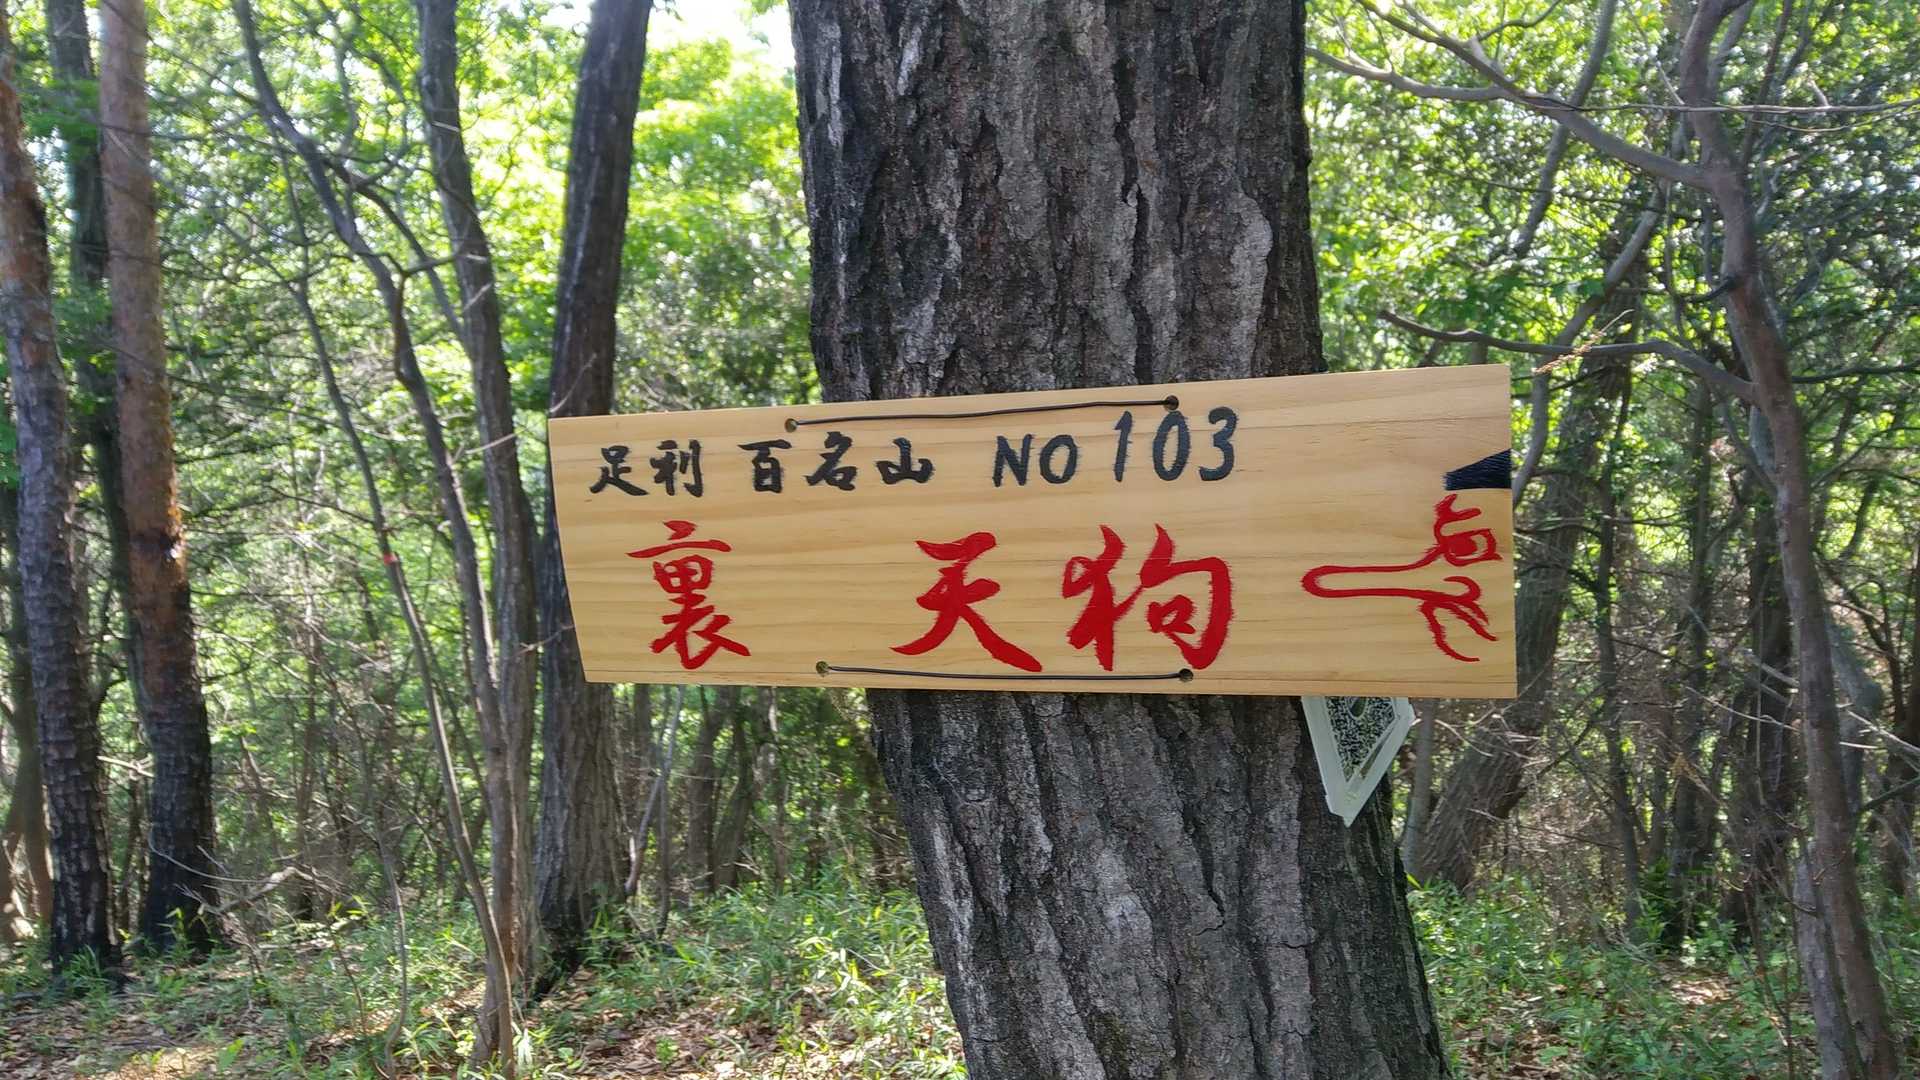 足利 百名山 NO 103
裏 天狗